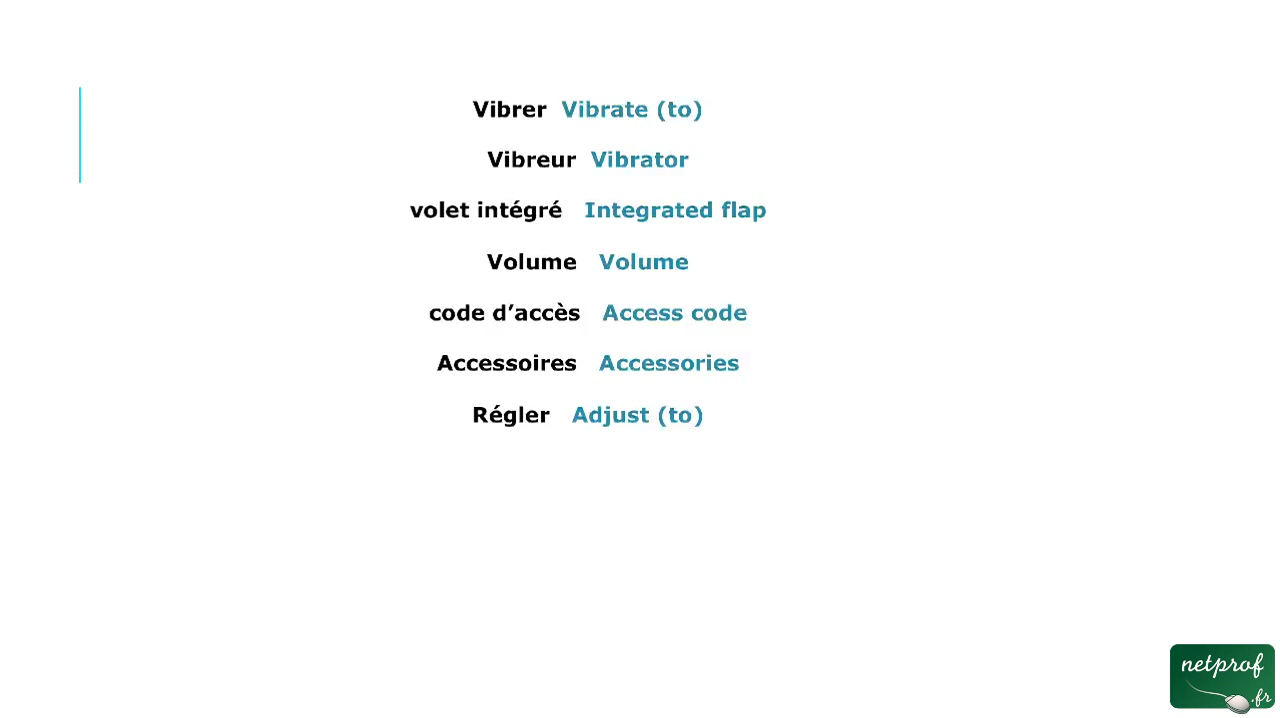 Vibrer Vibrate (to)
Vibreur Vibrator
volet intégré Integrated flap
Volume Volume
code d’accès Access code
Accessoires Accessories
Régler Adjust (to)
netprof
.fr